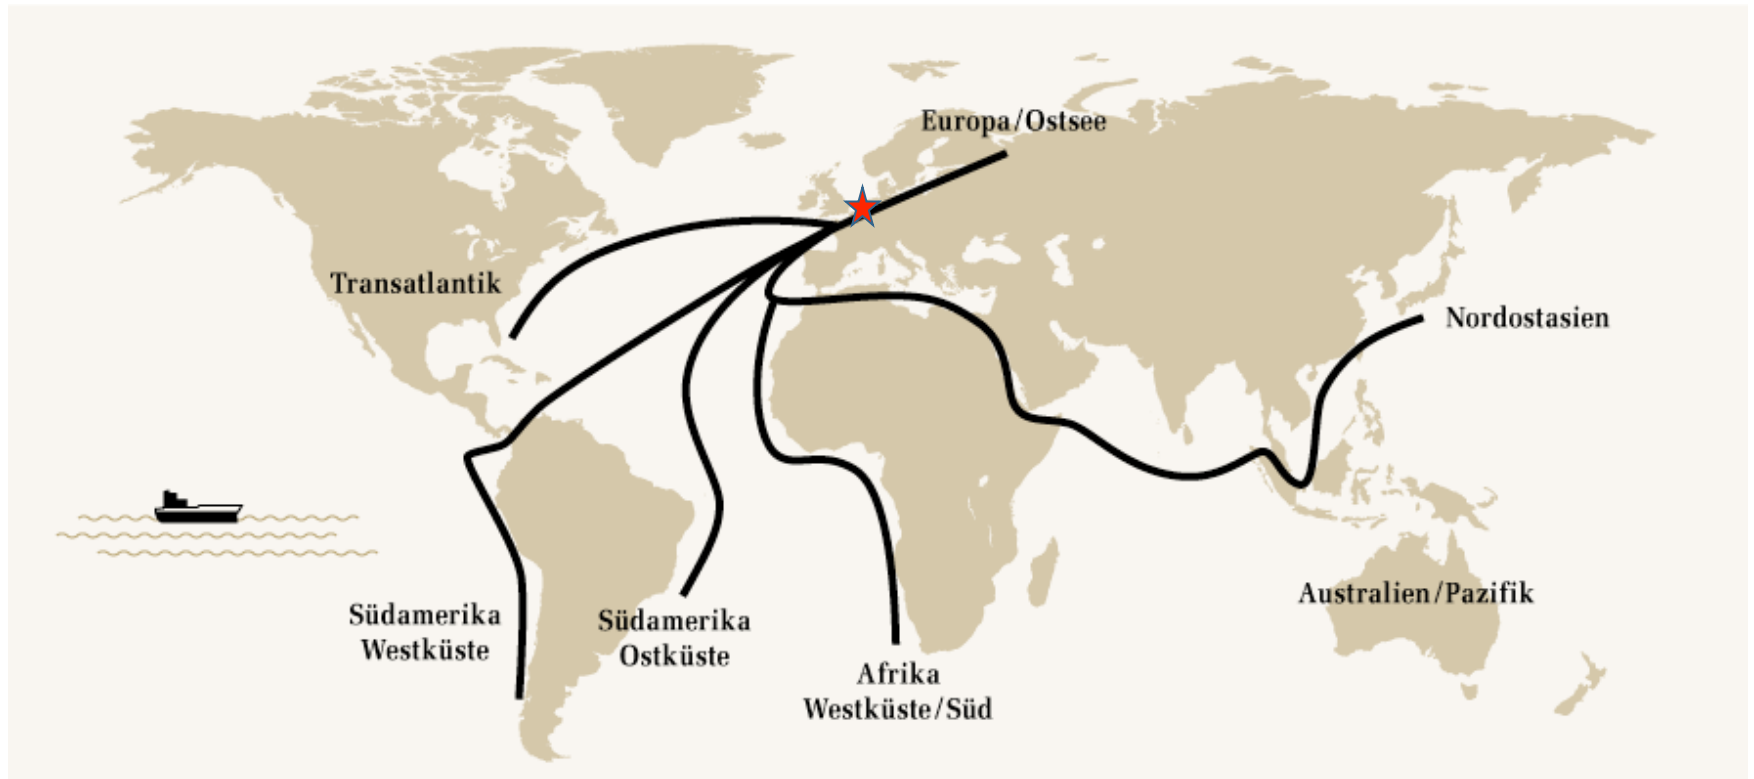 Europa/Ostsee
Transatlantik
Nordostasien
Australien/Pazifik
Südamerika
Westküste
Südamerika
Ostküste
Afrika
Westküste/Süd